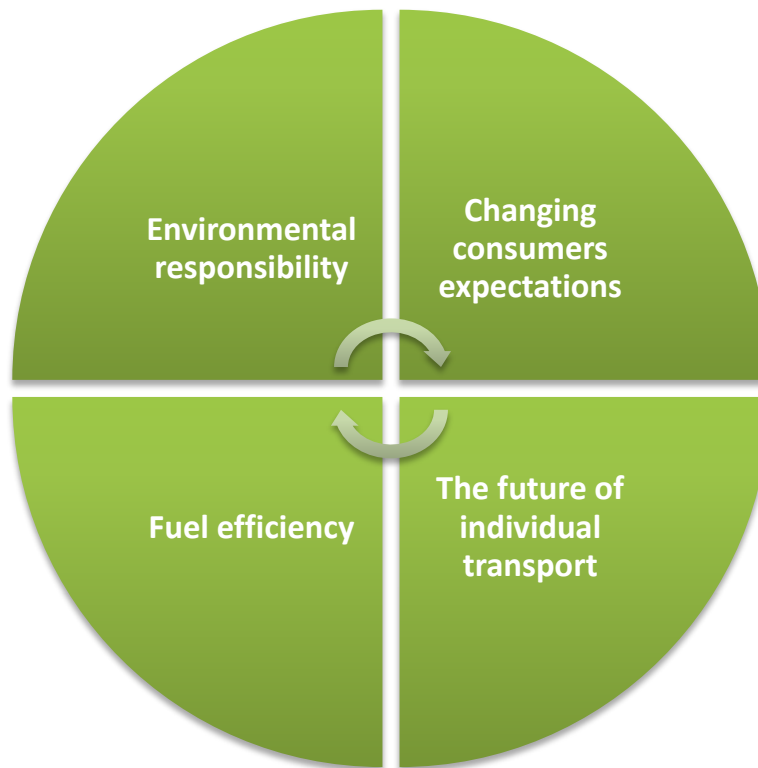 Environmental
responsibility
Changing
consumers
expectations
Fuel efficiency
The future of
individual
transport